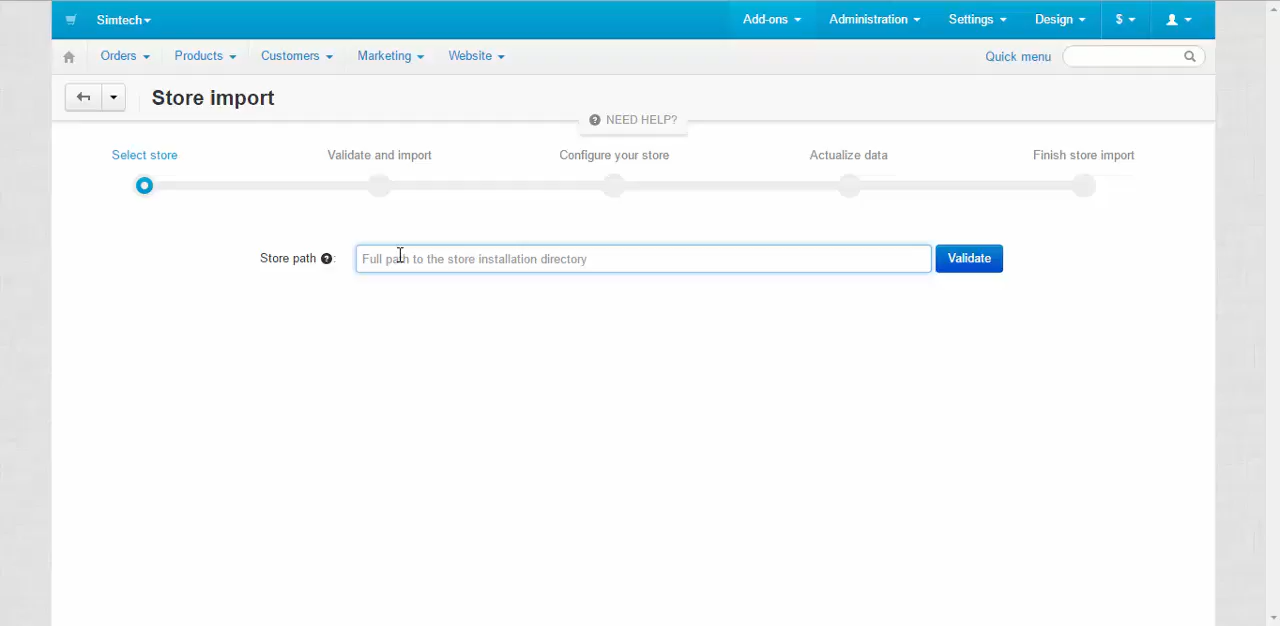 Simtech Add-ons Administration Settings Design $
Orders Products Customers Marketing Website Quick menu
Store import
? NEED HELP?
Select store Validate and import Configure your store Actualize data Finish store import
Store path ? : Full path to the store installation directory Validate